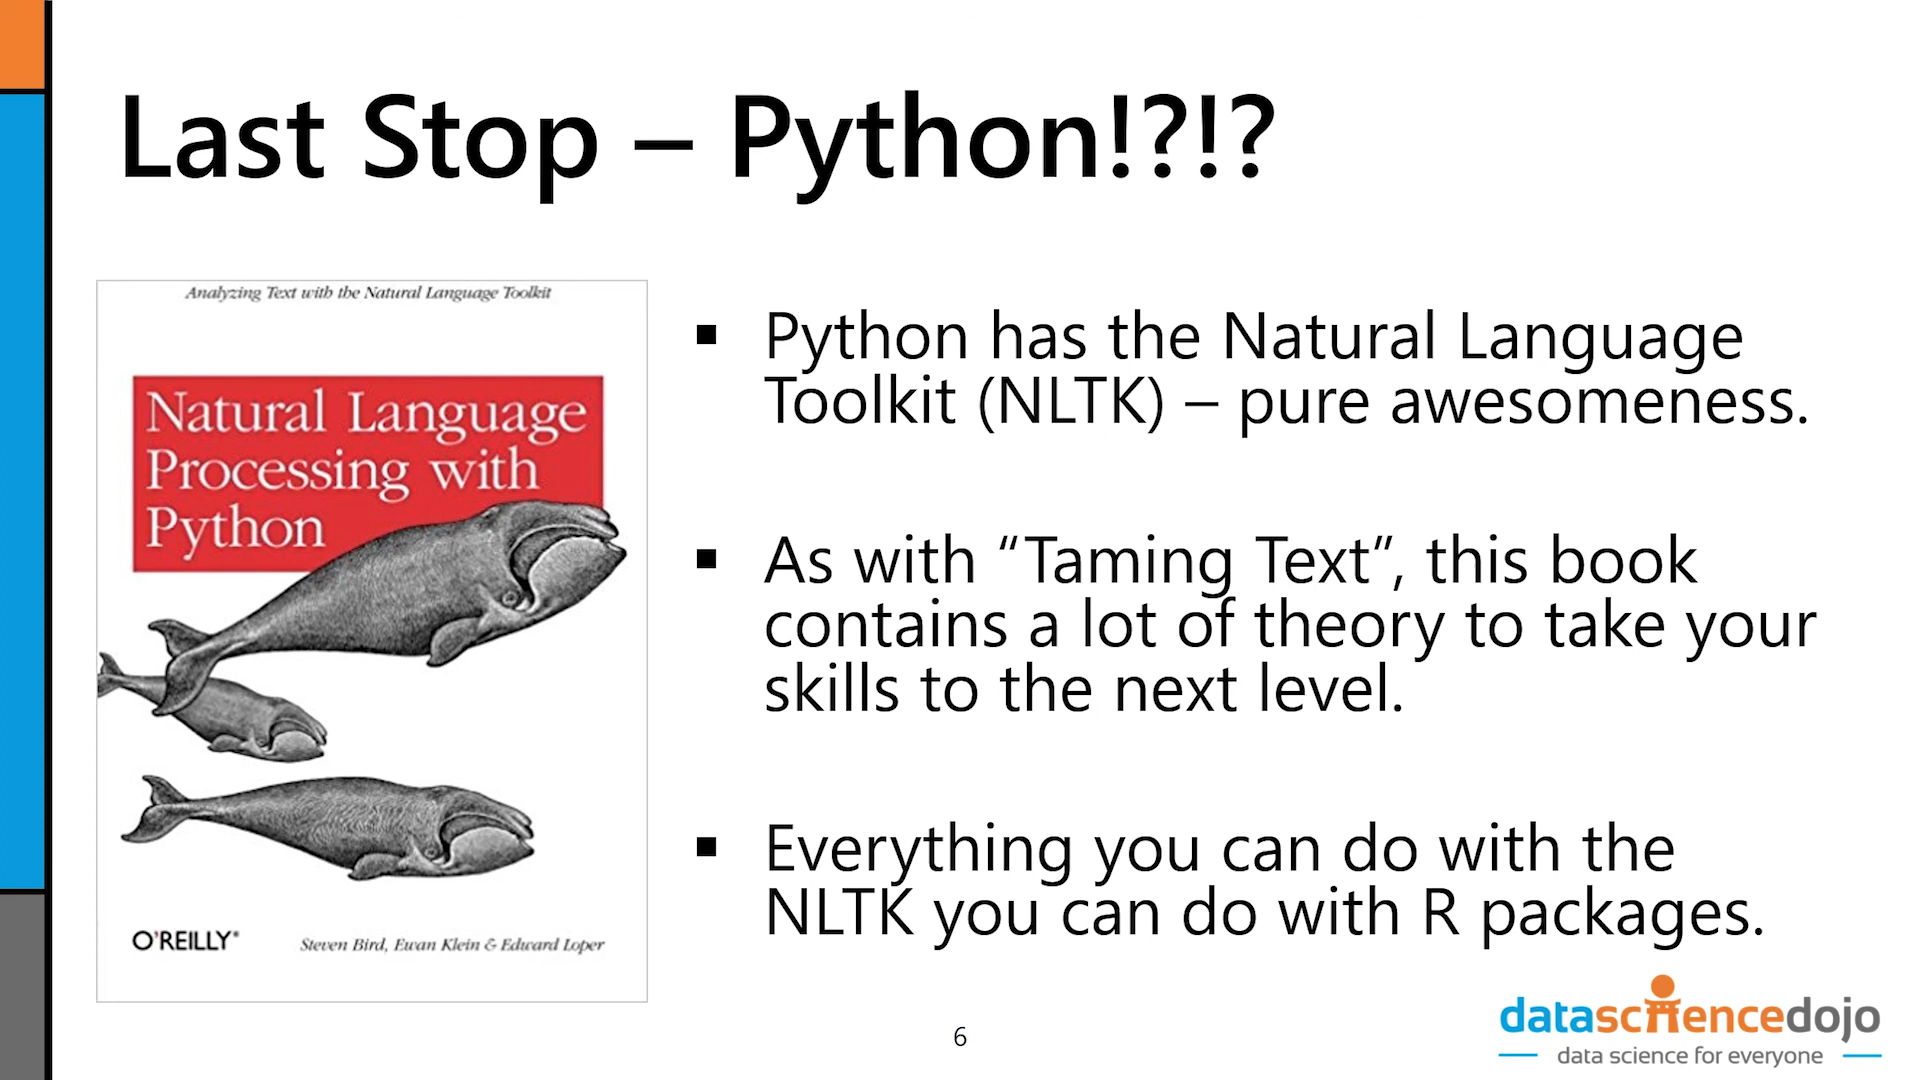 Last Stop – Python!?!?
Analyzing Text with the Natural Language Toolkit
Natural Language
Processing with
Python
O'REILLY®
Steven Bird, Ewan Klein & Edward Loper
▪ Python has the Natural Language
Toolkit (NLTK) – pure awesomeness.
▪ As with “Taming Text”, this book
contains a lot of theory to take your
skills to the next level.
▪ Everything you can do with the
NLTK you can do with R packages.
6
datasciencedojo
data science for everyone